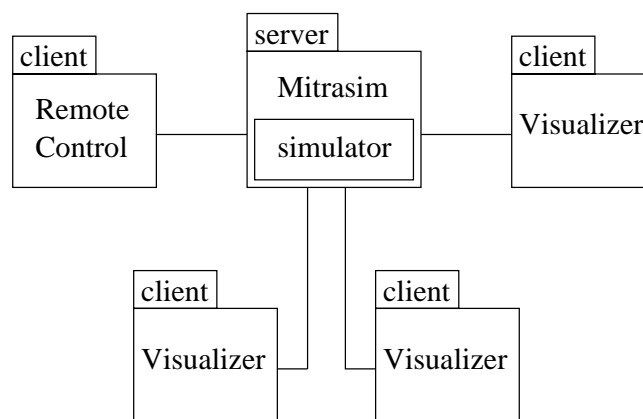 client
Remote
Control
server
Mitrasim
simulator
client
Visualizer
client
Visualizer
client
Visualizer